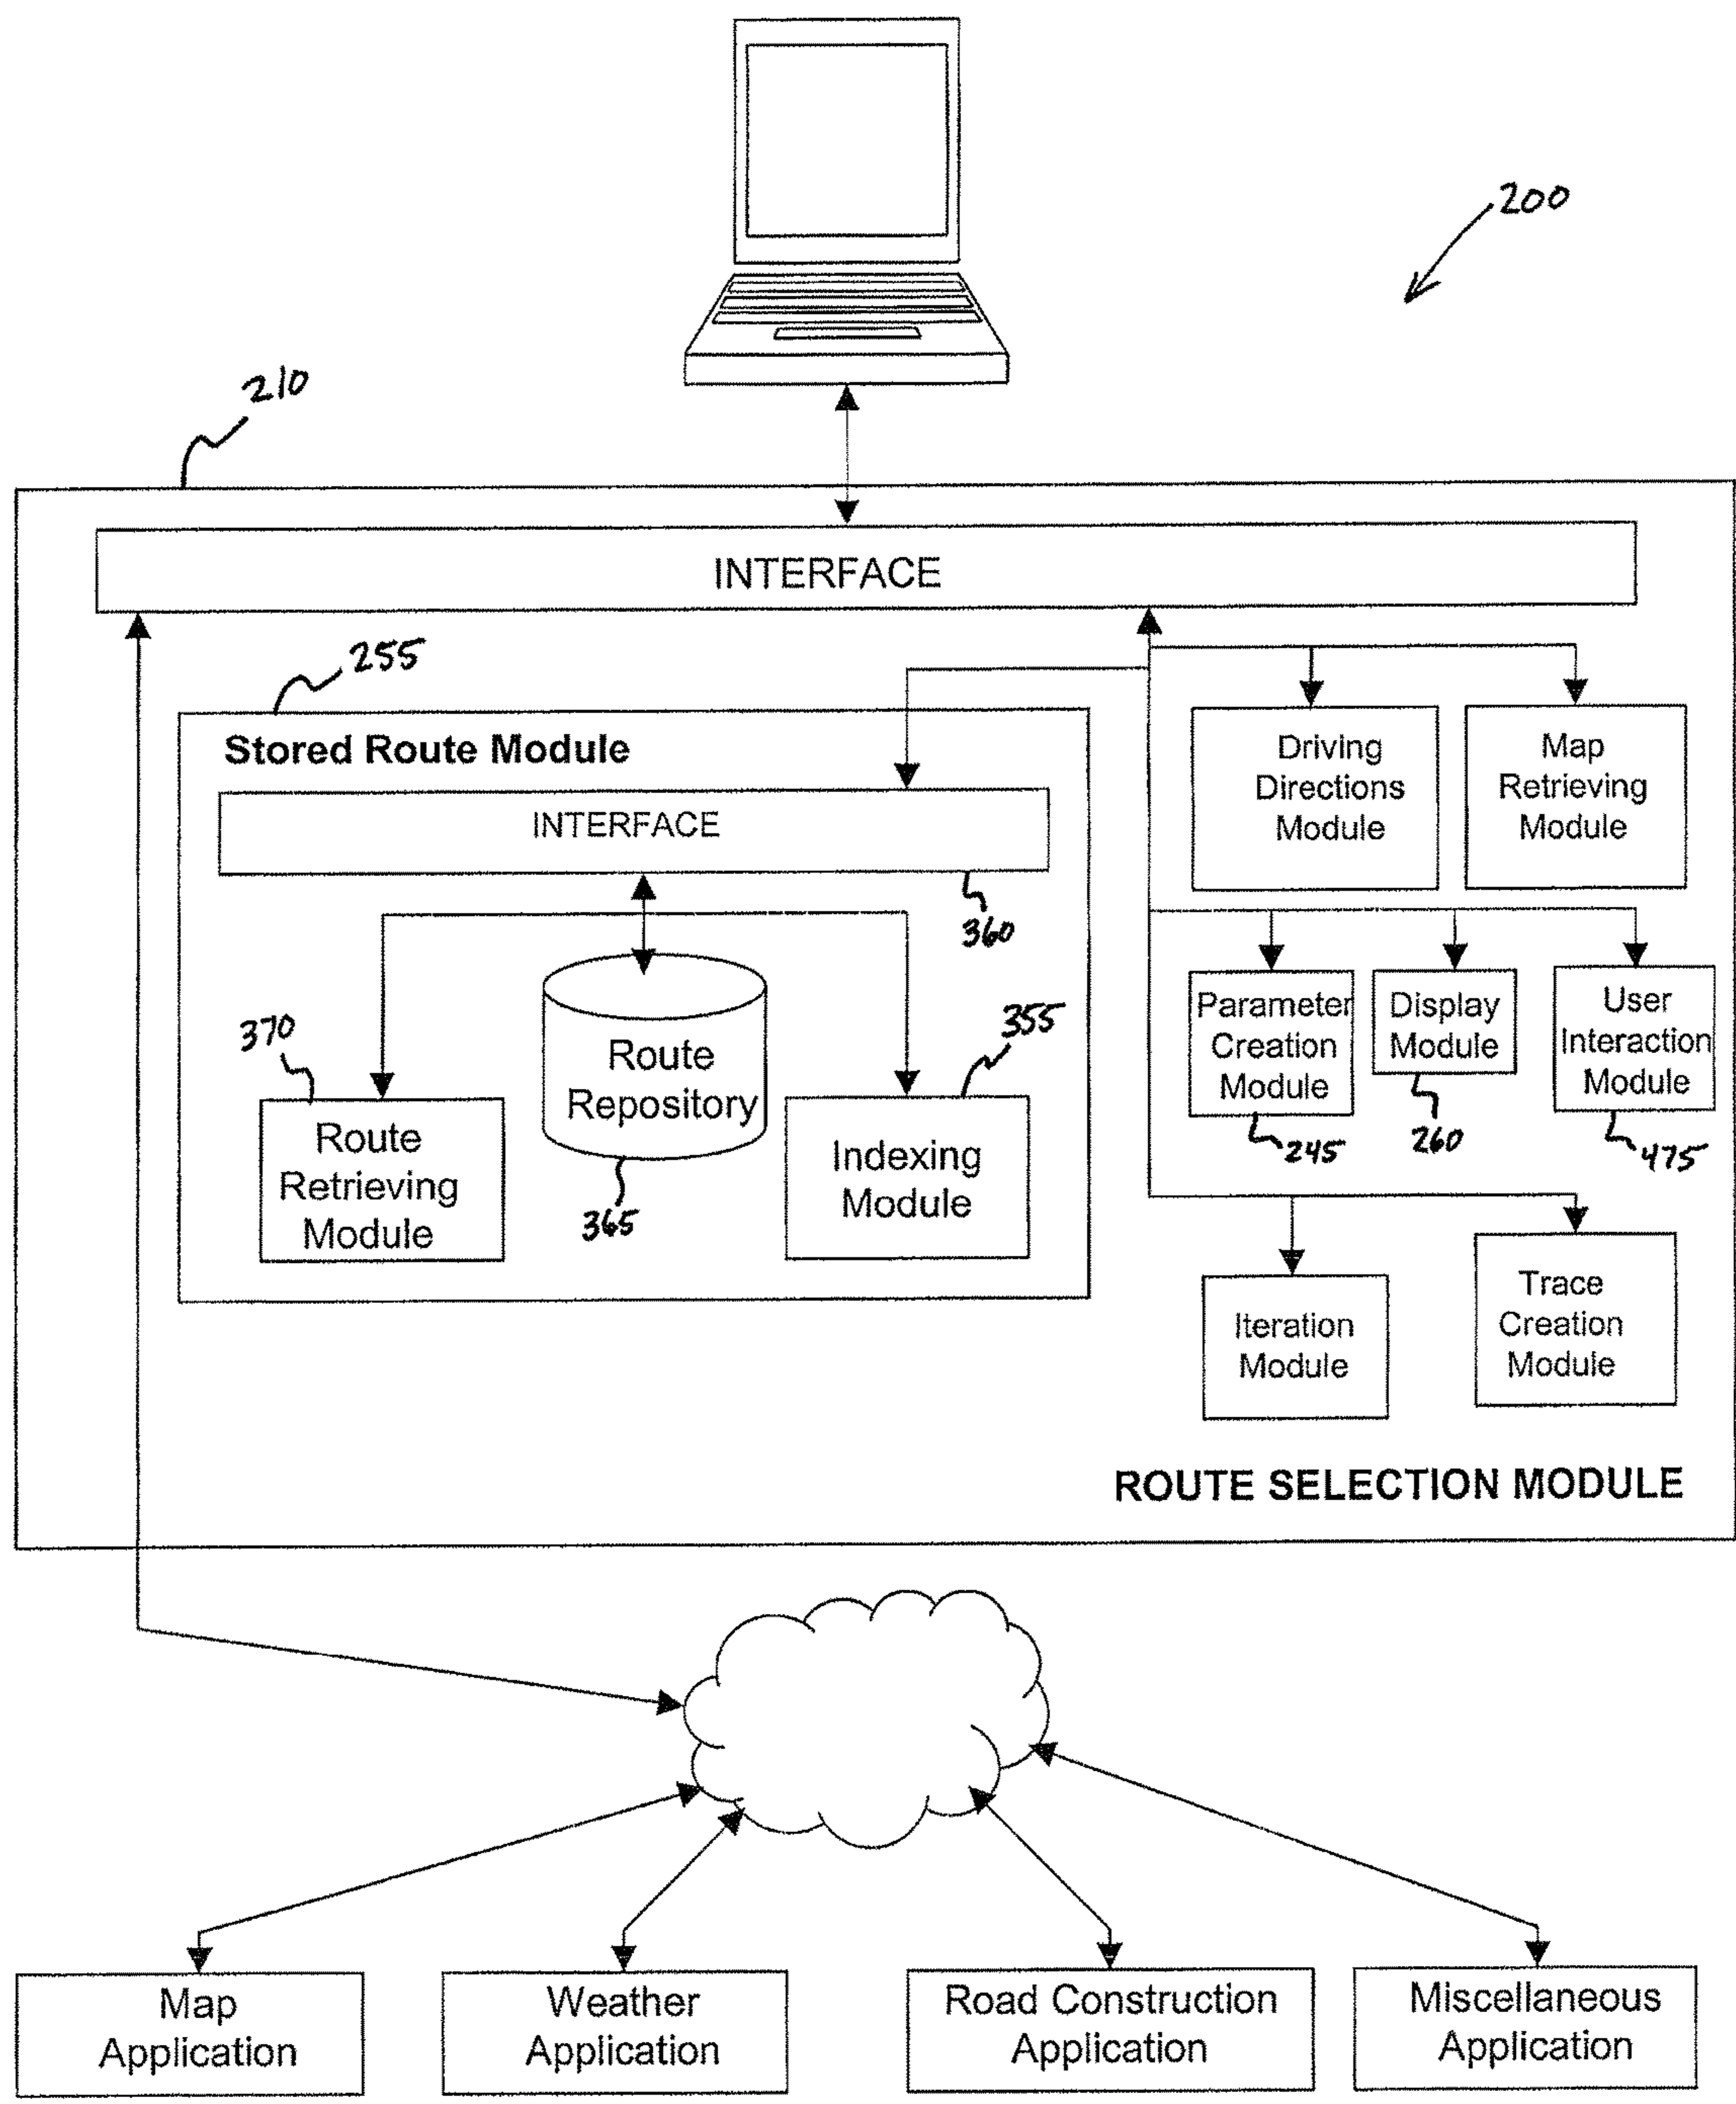 200
210
INTERFACE
255
Stored Route Module
INTERFACE
360
370
Route
Retrieving
Module
Route
Repository
365
355
Indexing
Module
Driving
Directions
Module
Map
Retrieving
Module
Parameter
Creation
Module
245
Display
Module
260
User
Interaction
Module
475
Iteration
Module
Trace
Creation
Module
ROUTE SELECTION MODULE
Map
Application
Weather
Application
Road Construction
Application
Miscellaneous
Application